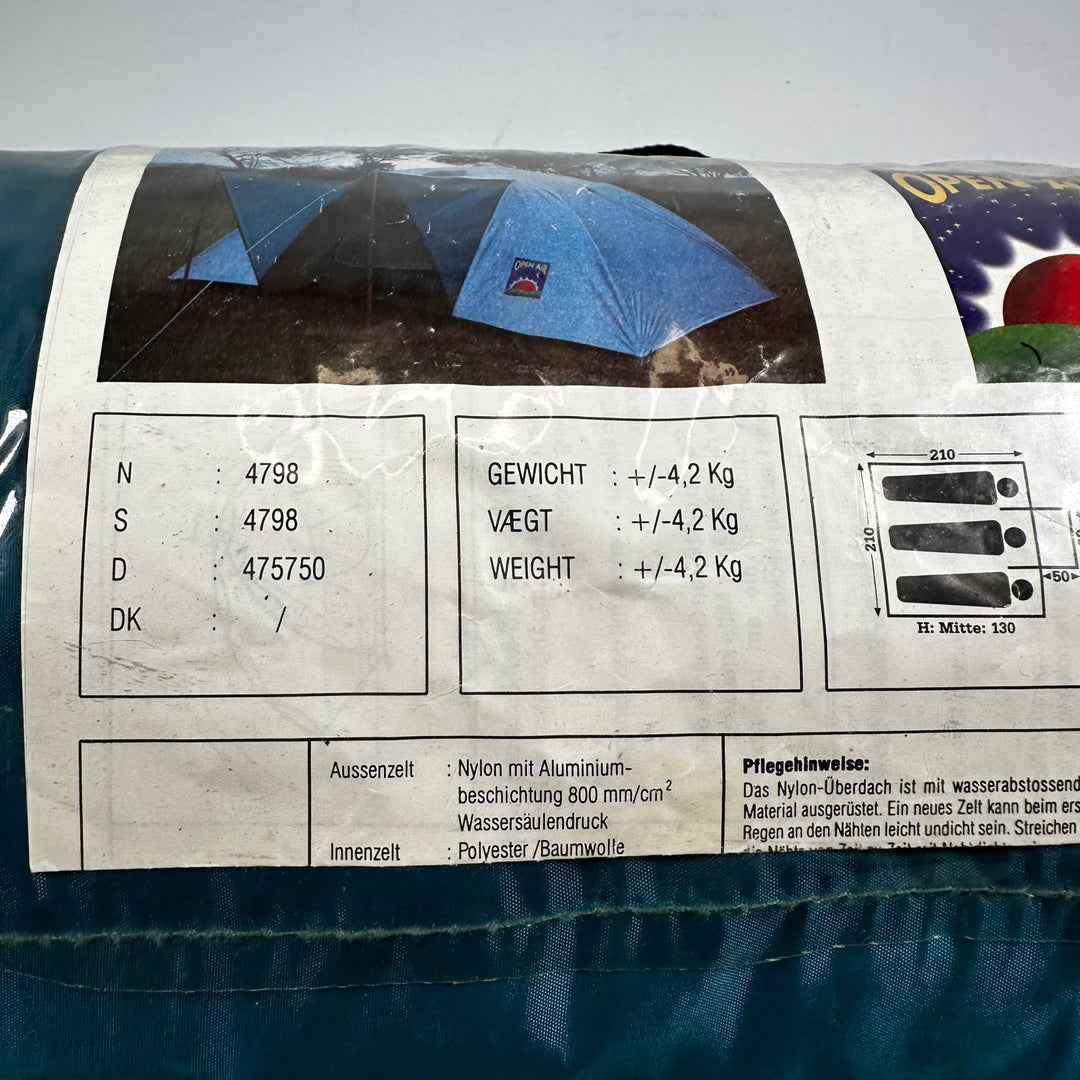 OPEN AIR
OPEN A
N : 4798
S : 4798
D : 475750
DK : /
GEWICHT : +/-4,2 Kg
VÆGT : +/-4,2 Kg
WEIGHT : +/-4,2 Kg
210
210
50
H: Mitte: 130
Aussenzelt : Nylon mit Aluminium-
beschichtung 800 mm/cm²
Wassersäulendruck
Innenzelt : Polyester /Baumwolle
Pflegehinweise:
Das Nylon-Überdach ist mit wasserabstossend
Material ausgerüstet. Ein neues Zelt kann beim ers
Regen an den Nähten leicht undicht sein. Streichen